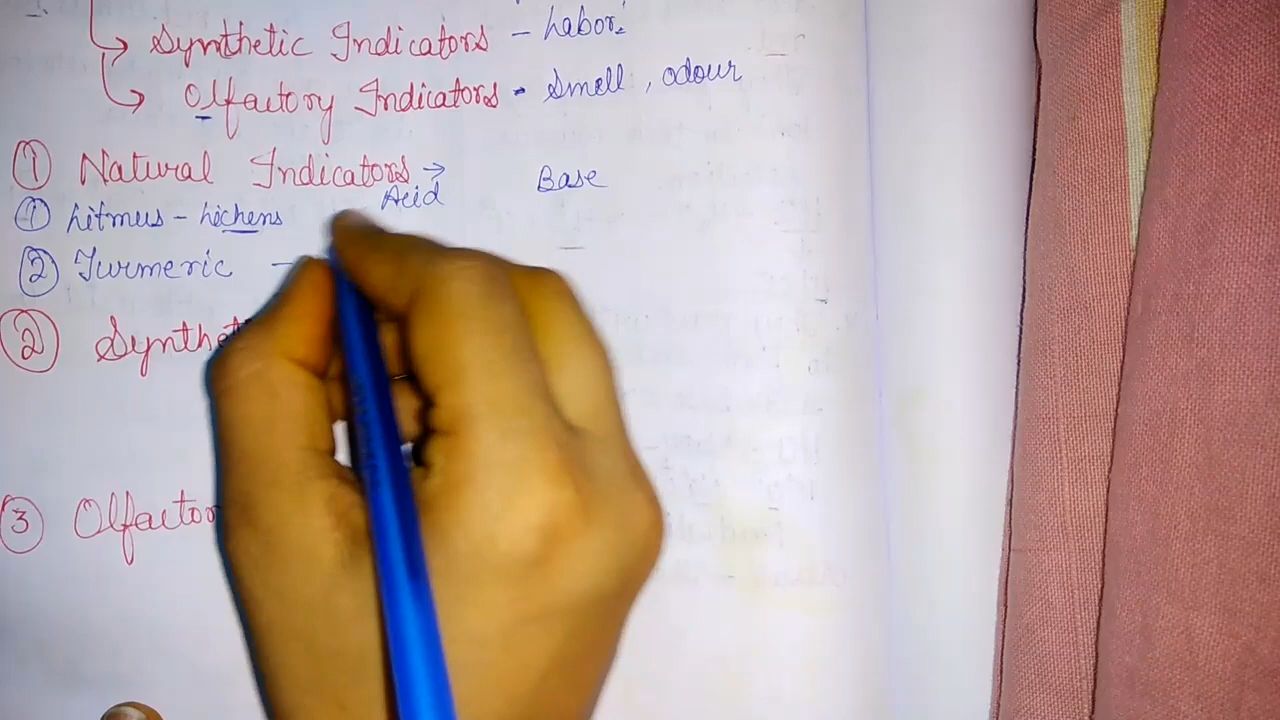 Synthetic Indicators - Labor.
Olfactory Indicators - Smell, odour
① Natural Indicators →
Acid Base
① Litmus - Lichens
② Turmeric -
② Synthe
③ Olfactor